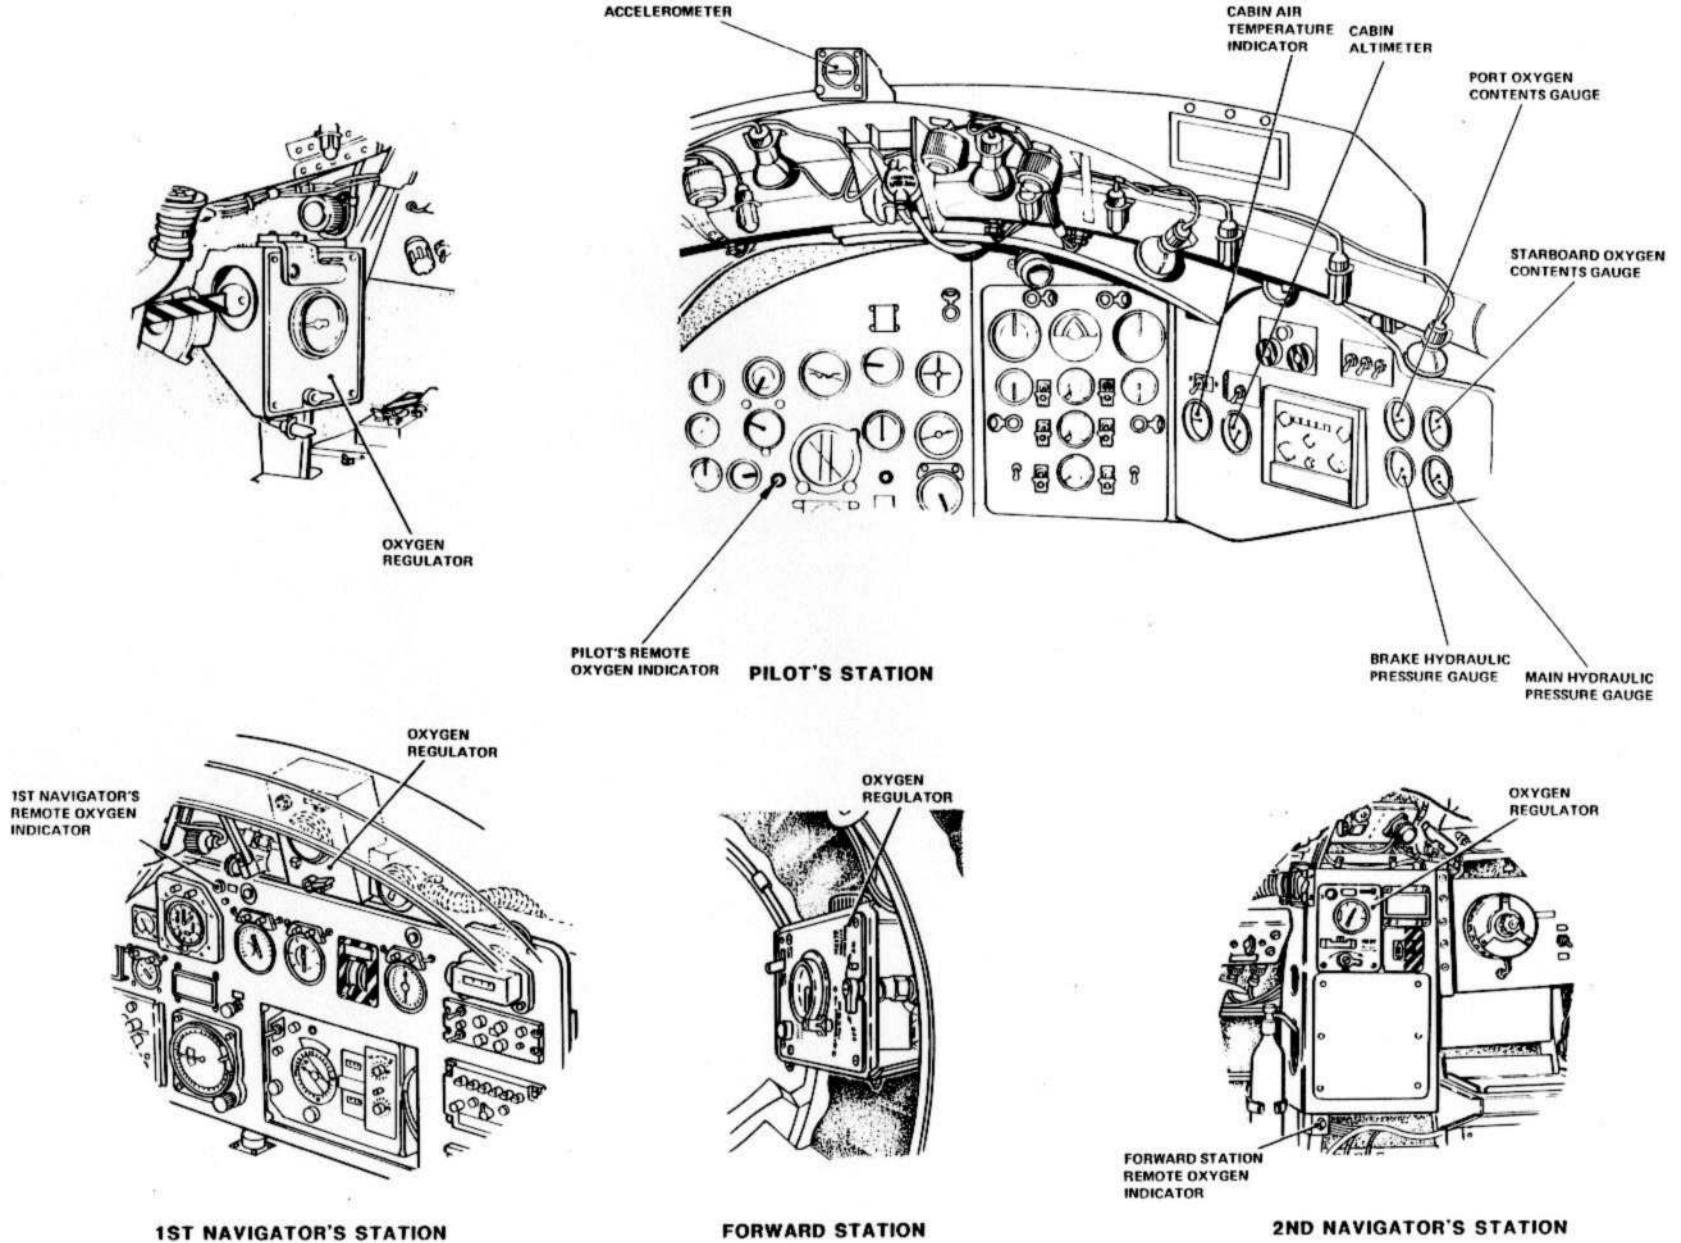 ACCELEROMETER
CABIN AIR
TEMPERATURE
INDICATOR
CABIN
ALTIMETER
PORT OXYGEN
CONTENTS GAUGE
STARBOARD OXYGEN
CONTENTS GAUGE
OXYGEN
REGULATOR
PILOT'S REMOTE
OXYGEN INDICATOR
PILOT'S STATION
BRAKE HYDRAULIC
PRESSURE GAUGE
MAIN HYDRAULIC
PRESSURE GAUGE
1ST NAVIGATOR'S
REMOTE OXYGEN
INDICATOR
OXYGEN
REGULATOR
OXYGEN
REGULATOR
OXYGEN
REGULATOR
FORWARD STATION
REMOTE OXYGEN
INDICATOR
1ST NAVIGATOR'S STATION
FORWARD STATION
2ND NAVIGATOR'S STATION